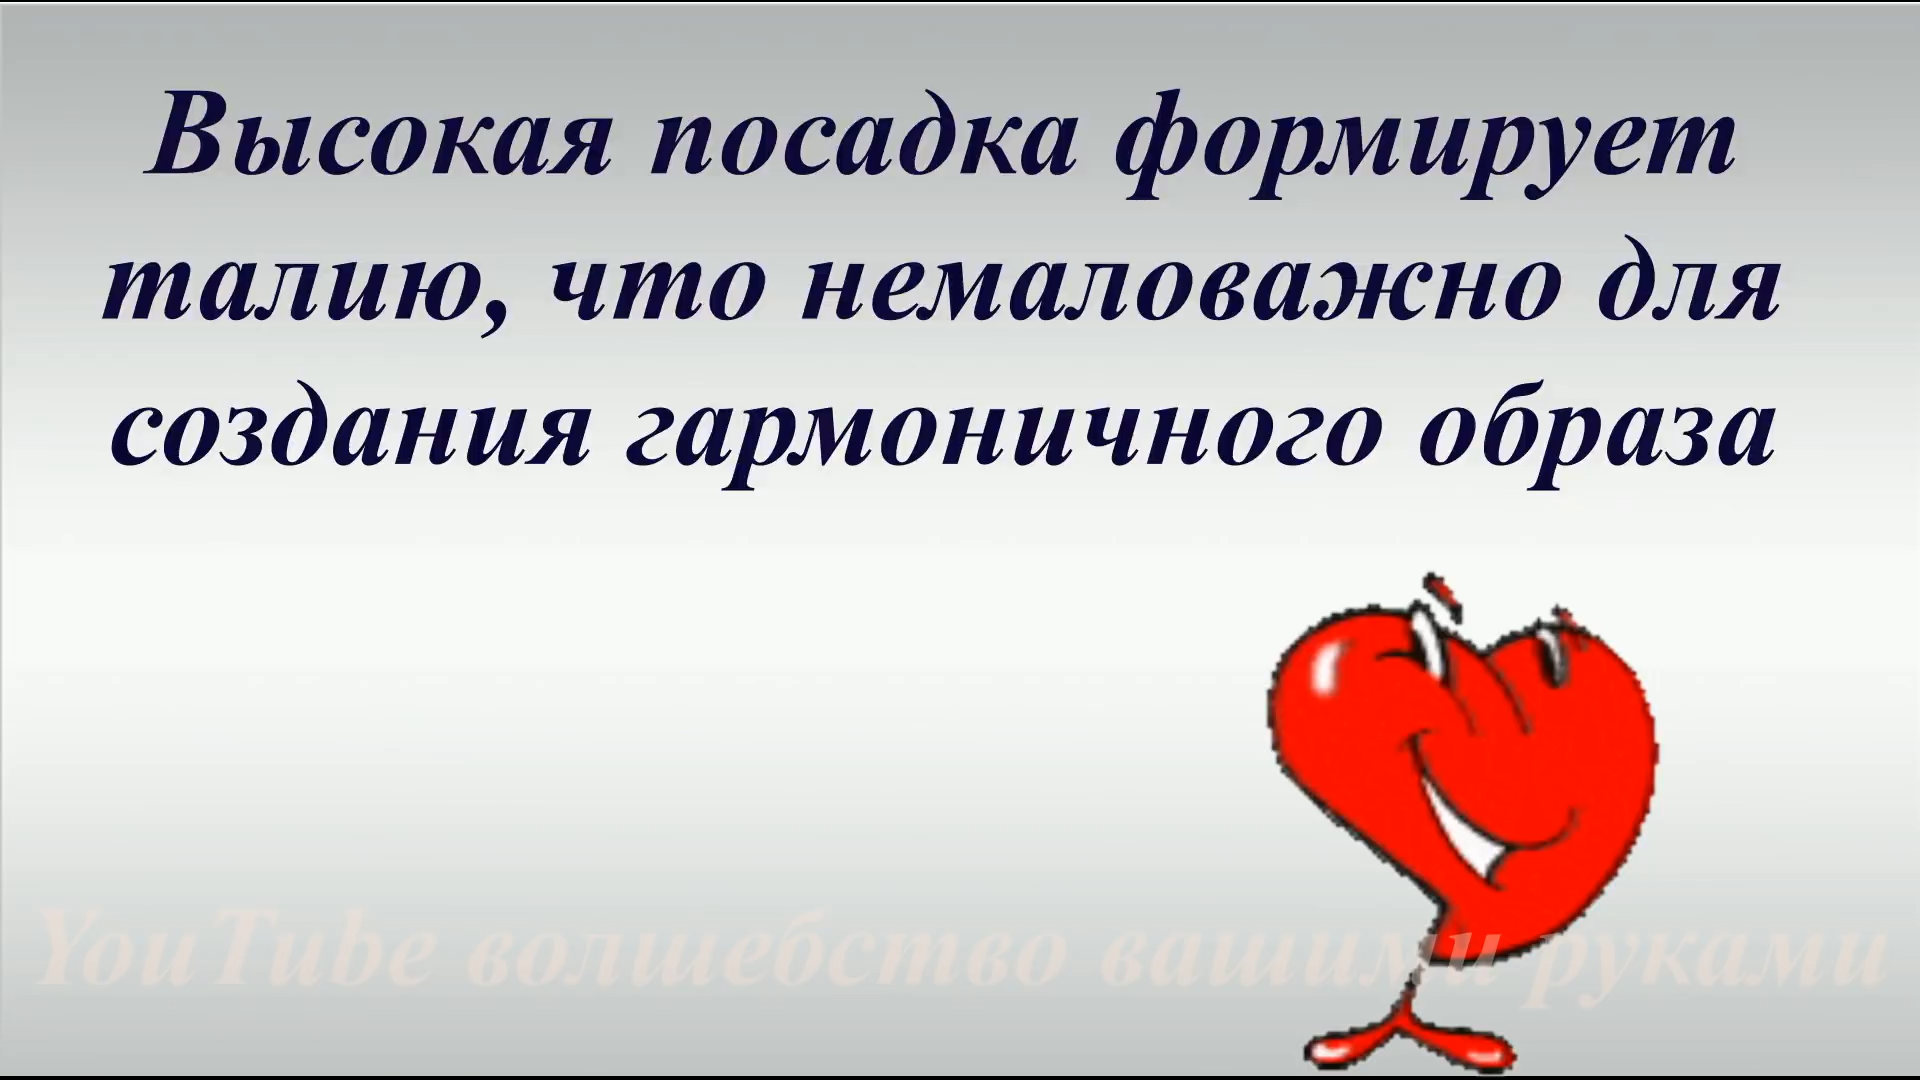 Высокая посадка формирует
талию, что немаловажно для
создания гармоничного образа
YouTube волшебство вашими руками